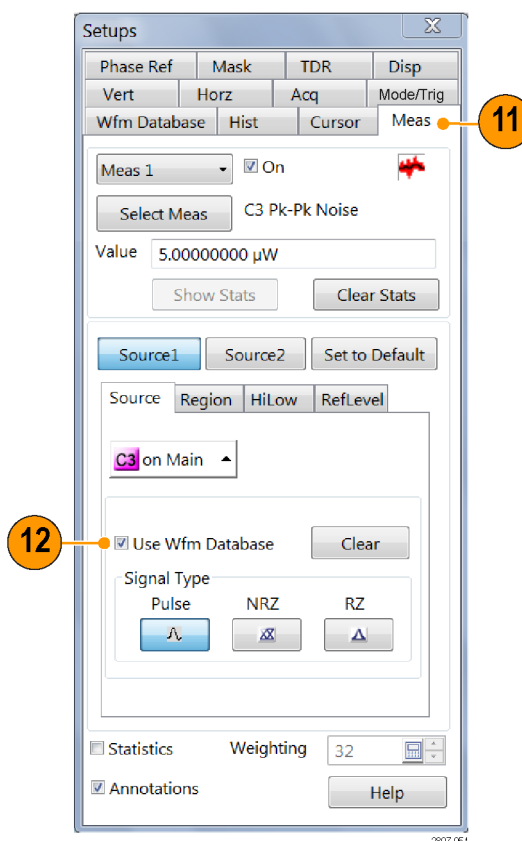 Setups
Phase Ref Mask TDR Disp
Vert Horz Acq Mode/Trig
Wfm Database Hist Cursor Meas
11
Meas 1 On
Select Meas C3 Pk-Pk Noise
Value 5.00000000 µW
Show Stats Clear Stats
Source1 Source2 Set to Default
Source Region HiLow RefLevel
C3 on Main
12
Use Wfm Database Clear
Signal Type
Pulse NRZ RZ
Statistics Weighting 32
Annotations Help
2807-051